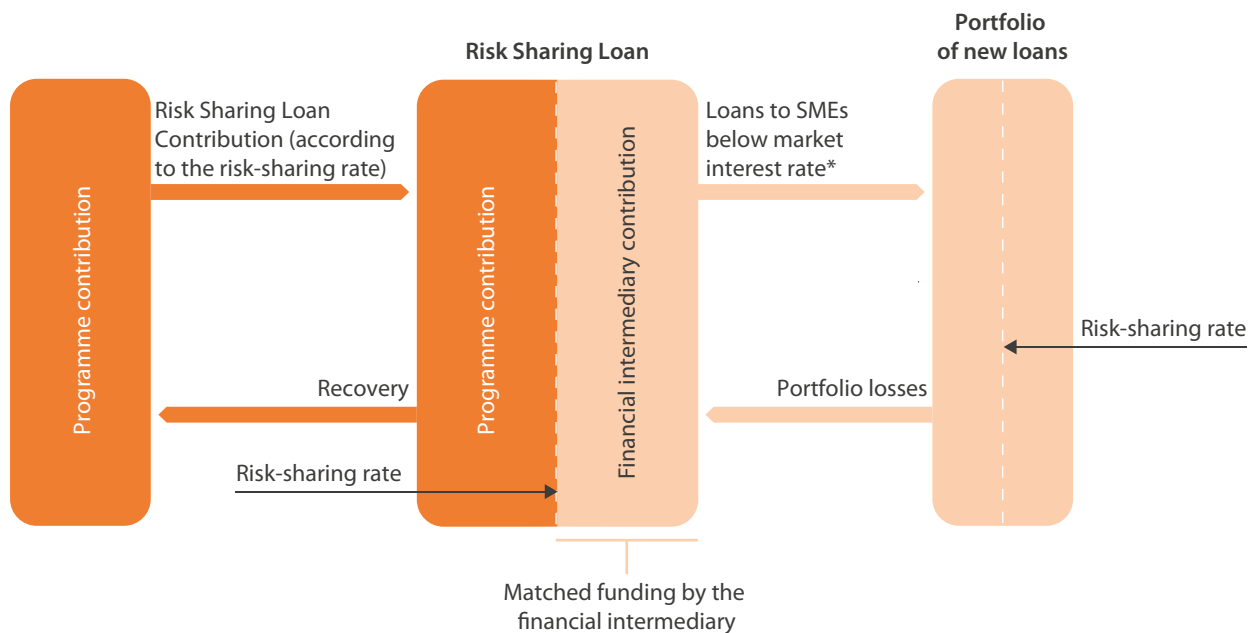 Risk Sharing Loan
Portfolio
of new loans
Programme contribution
Risk Sharing Loan
Contribution (according
to the risk-sharing rate)
Programme contribution
Financial intermediary contribution
Loans to SMEs
below market
interest rate*
Risk-sharing rate
Recovery
Portfolio losses
Risk-sharing rate
Matched funding by the
financial intermediary